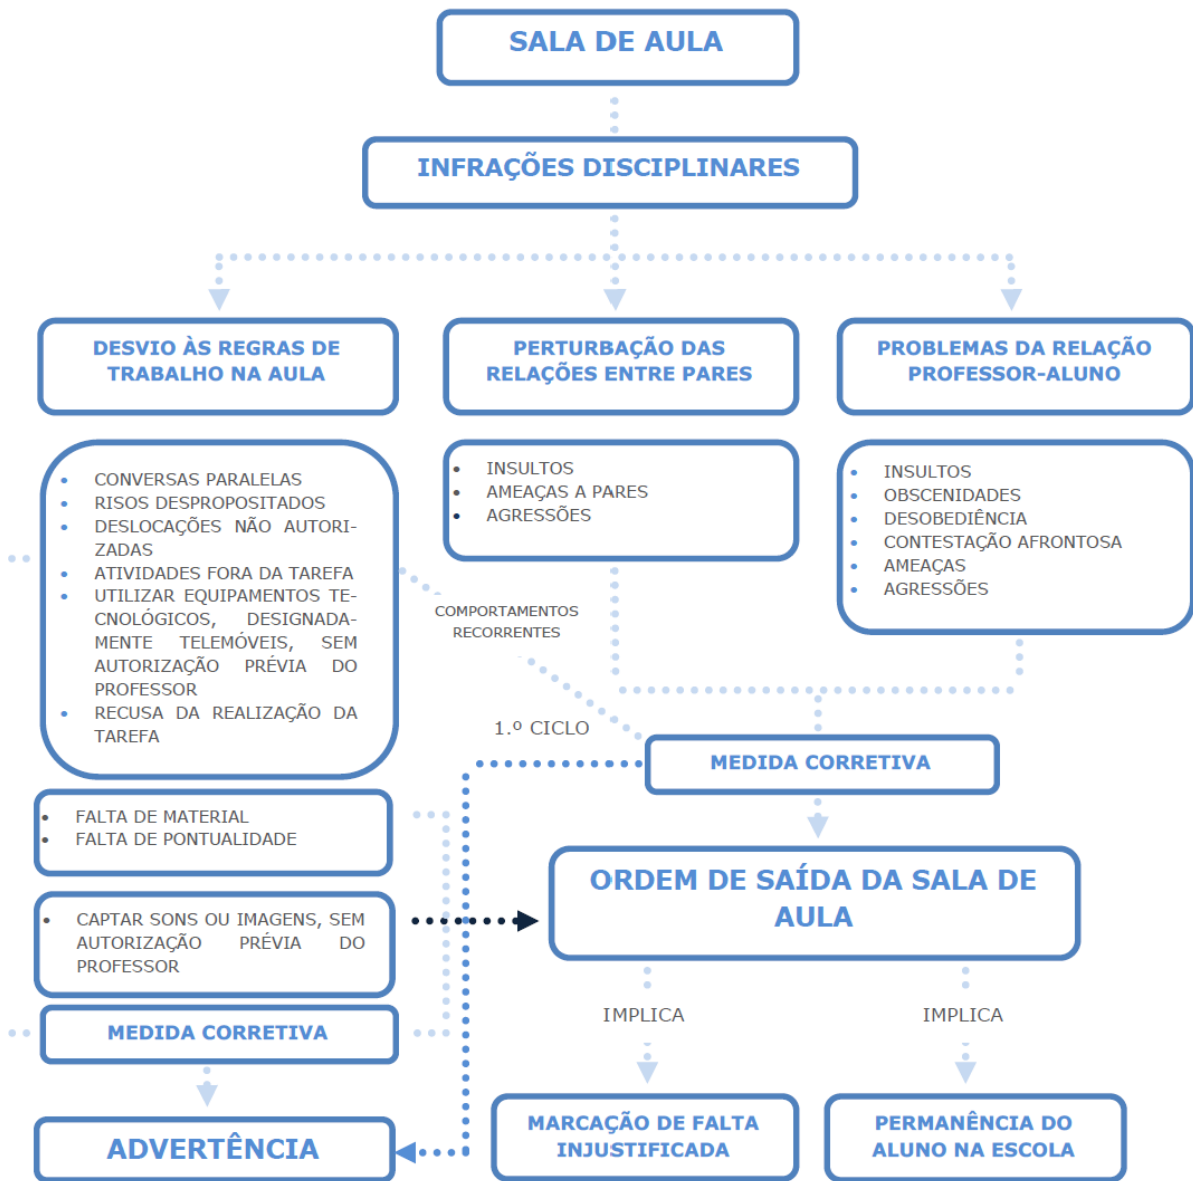 SALA DE AULA
INFRAÇÕES DISCIPLINARES
DESVIO ÀS REGRAS DE
TRABALHO NA AULA
PERTURBAÇÃO DAS
RELAÇÕES ENTRE PARES
PROBLEMAS DA RELAÇÃO
PROFESSOR-ALUNO
• CONVERSAS PARALELAS
• RISOS DESPROPOSITADOS
• DESLOCAÇÕES NÃO AUTORI-
ZADAS
• ATIVIDADES FORA DA TAREFA
• UTILIZAR EQUIPAMENTOS TE-
CNOLÓGICOS, DESIGNADA-
MENTE TELEMÓVEIS, SEM
AUTORIZAÇÃO PRÉVIA DO
PROFESSOR
• RECUSA DA REALIZAÇÃO DA
TAREFA
• INSULTOS
• AMEAÇAS A PARES
• AGRESSÕES
• INSULTOS
• OBSCENIDADES
• DESOBEDIÊNCIA
• CONTESTAÇÃO AFRONTOSA
• AMEAÇAS
• AGRESSÕES
COMPORTAMENTOS
RECORRENTES
1.º CICLO
MEDIDA CORRETIVA
• FALTA DE MATERIAL
• FALTA DE PONTUALIDADE
ORDEM DE SAÍDA DA SALA DE
AULA
• CAPTAR SONS OU IMAGENS, SEM
AUTORIZAÇÃO PRÉVIA DO
PROFESSOR
MEDIDA CORRETIVA
IMPLICA
IMPLICA
ADVERTÊNCIA
MARCAÇÃO DE FALTA
INJUSTIFICADA
PERMANÊNCIA DO
ALUNO NA ESCOLA